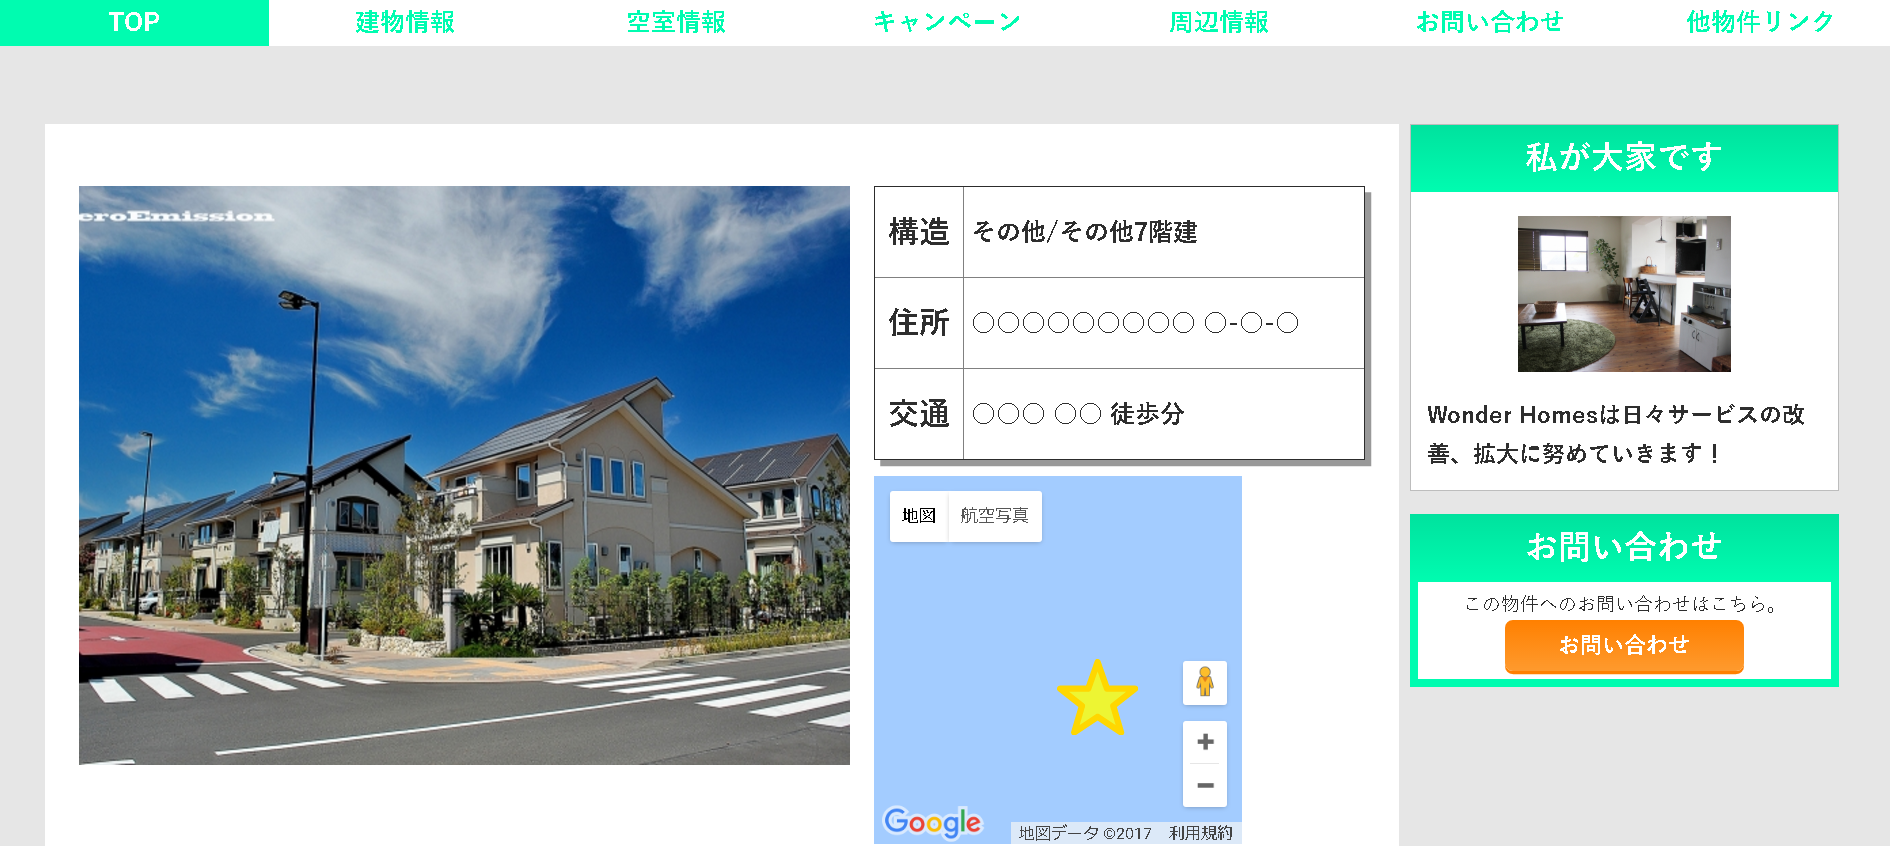 TOP 建物情報 空室情報 キャンペーン 周辺情報 お問い合わせ 他物件リンク
eroEmission
構造 その他/その他7階建
住所 〇〇〇〇〇〇〇〇〇 〇-〇-〇
交通 〇〇〇 〇〇 徒歩分
地図 航空写真
Google
地図データ ©2017 利用規約
私が大家です
Wonder Homesは日々サービスの改
善、拡大に努めていきます！
お問い合わせ
この物件へのお問い合わせはこちら。
お問い合わせ